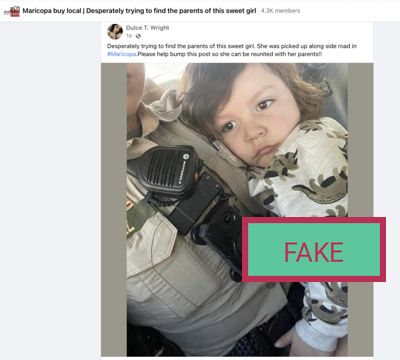 Maricopa buy local | Desperately trying to find the parents of this sweet girl · 4.3K members
Dulce T. Wright
1d ·
Desperately trying to find the parents of this sweet girl. She was picked up along side road in
#Maricopa.Please help bump this post so she can be reunited with her parents!!
FAKE